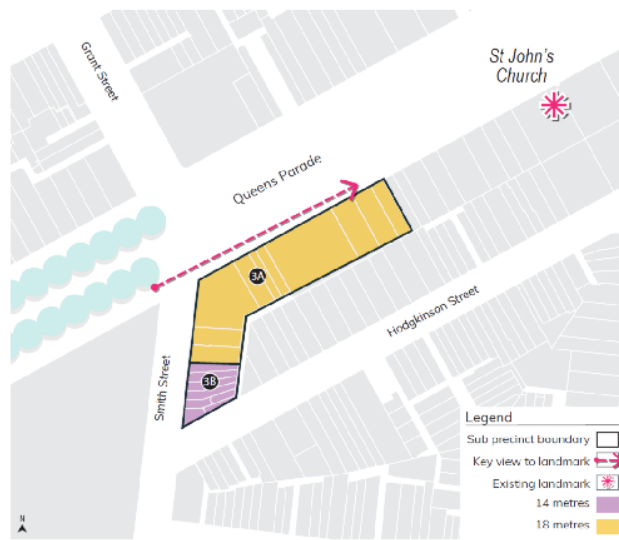 Grant Street
St John's
Church
Queens Parade
3A
Hodgkinson Street
Smith Street
3B
Legend
Sub precinct boundary
Key view to landmark
Existing landmark
14 metres
18 metres
N